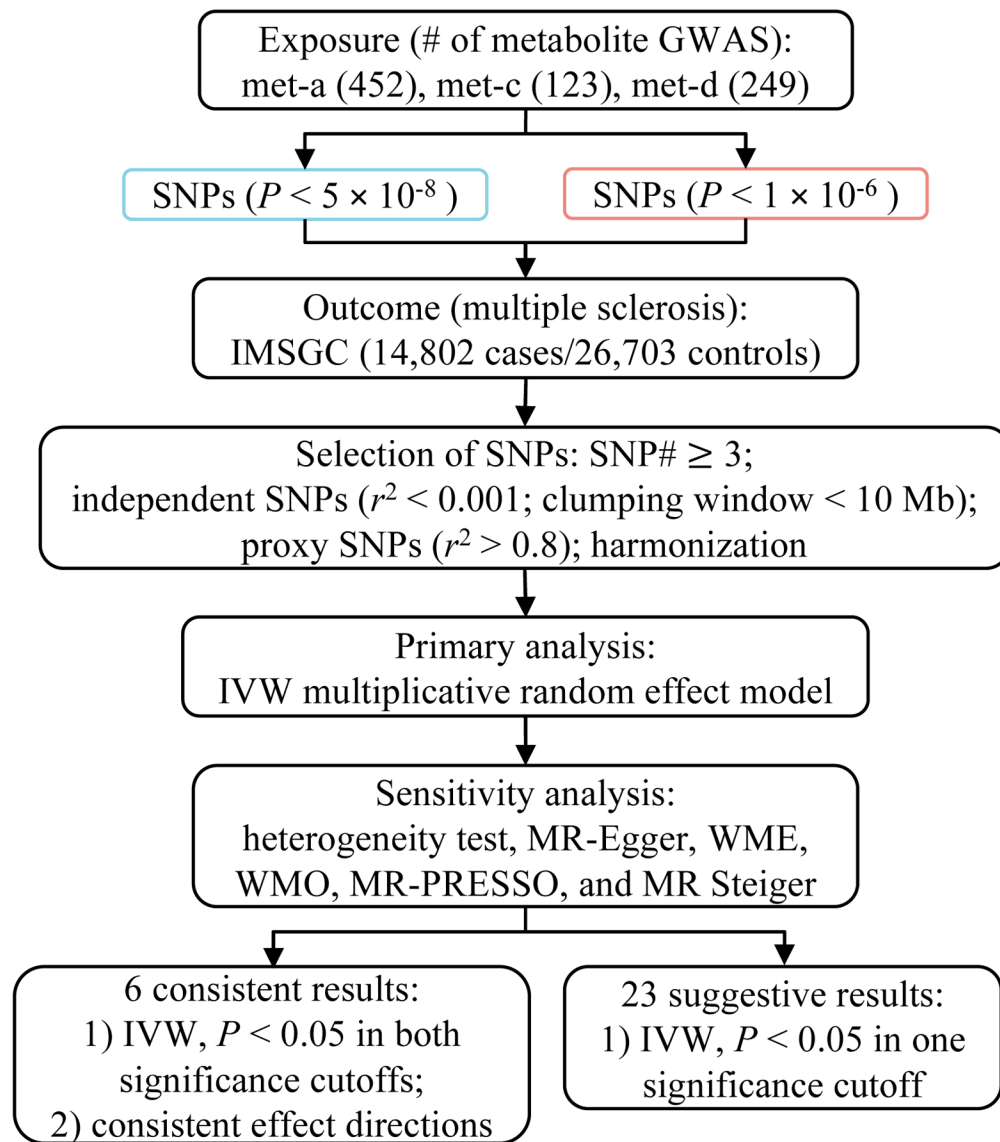 Exposure (# of metabolite GWAS):
met-a (452), met-c (123), met-d (249)
SNPs (P < 5 × 10⁻⁸ )
SNPs (P < 1 × 10⁻⁶ )
Outcome (multiple sclerosis):
IMSGC (14,802 cases/26,703 controls)
Selection of SNPs: SNP# ≥ 3;
independent SNPs (r² < 0.001; clumping window < 10 Mb);
proxy SNPs (r² > 0.8); harmonization
Primary analysis:
IVW multiplicative random effect model
Sensitivity analysis:
heterogeneity test, MR-Egger, WME,
WMO, MR-PRESSO, and MR Steiger
6 consistent results:
1) IVW, P < 0.05 in both
significance cutoffs;
2) consistent effect directions
23 suggestive results:
1) IVW, P < 0.05 in one
significance cutoff